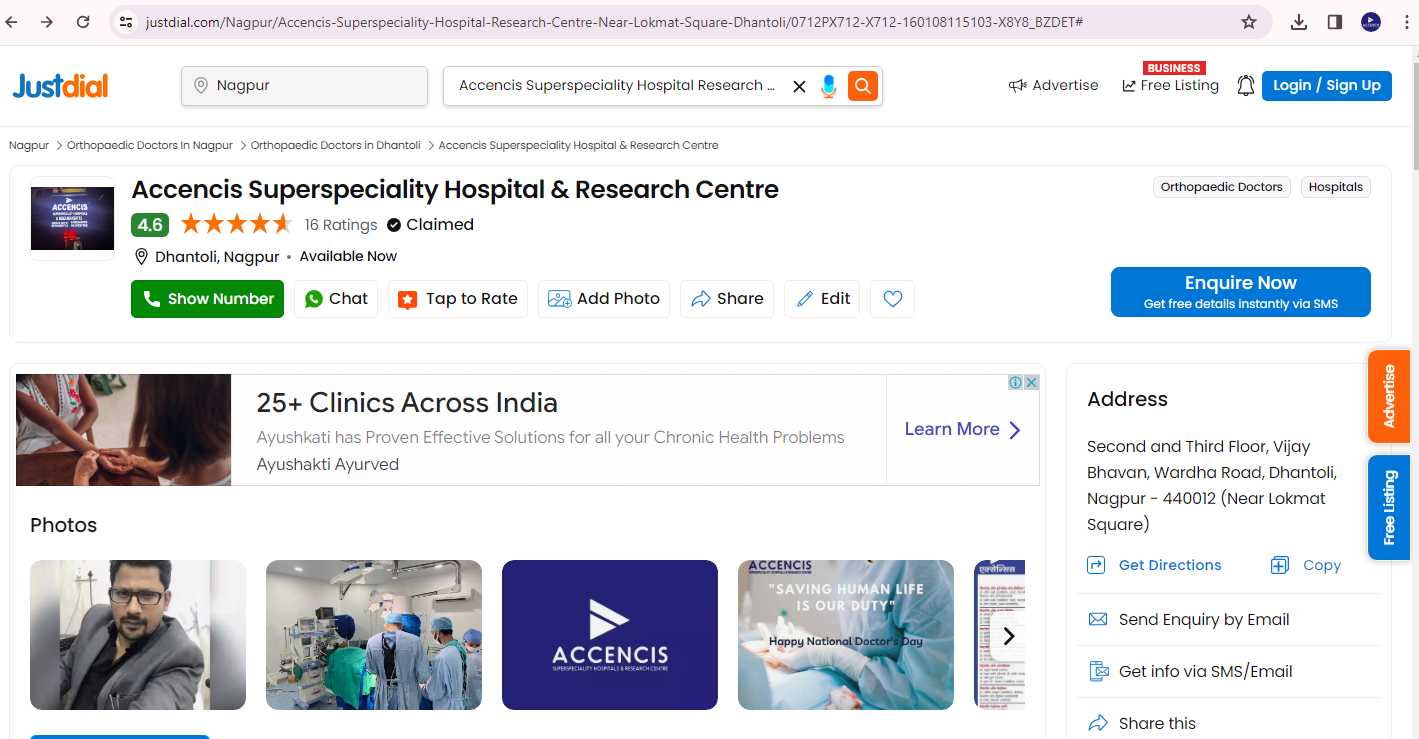 justdial.com/Nagpur/Accencis-Superspeciality-Hospital-Research-Centre-Near-Lokmat-Square-Dhantoli/0712PX712-X712-160108115103-X8Y8_BZDET#
Justdial
Nagpur
Accencis Superspeciality Hospital Research ...
Advertise
BUSINESS
Free Listing
Login / Sign Up
Nagpur > Orthopaedic Doctors In Nagpur > Orthopaedic Doctors in Dhantoli > Accencis Superspeciality Hospital & Research Centre
ACCENCIS
Accencis Superspeciality Hospital & Research Centre
4.6 16 Ratings Claimed
Dhantoli, Nagpur • Available Now
Orthopaedic Doctors Hospitals
Show Number Chat Tap to Rate Add Photo Share Edit
Enquire Now
Get free details instantly via SMS
25+ Clinics Across India
Ayushkati has Proven Effective Solutions for all your Chronic Health Problems
Ayushakti Ayurved
Learn More
Photos
ACCENCIS
SUPERSPECIALITY HOSPITALS & RESEARCH CENTRE
ACCENCIS
SUPERSPECIALITY HOSPITALS & RESEARCH CENTRE
"SAVING HUMAN LIFE
IS OUR DUTY"
Happy National Doctor's Day
एक्सेन्सिस
Address
Second and Third Floor, Vijay
Bhavan, Wardha Road, Dhantoli,
Nagpur - 440012 (Near Lokmat
Square)
Get Directions Copy
Send Enquiry by Email
Get info via SMS/Email
Share this
Advertise
Free Listing